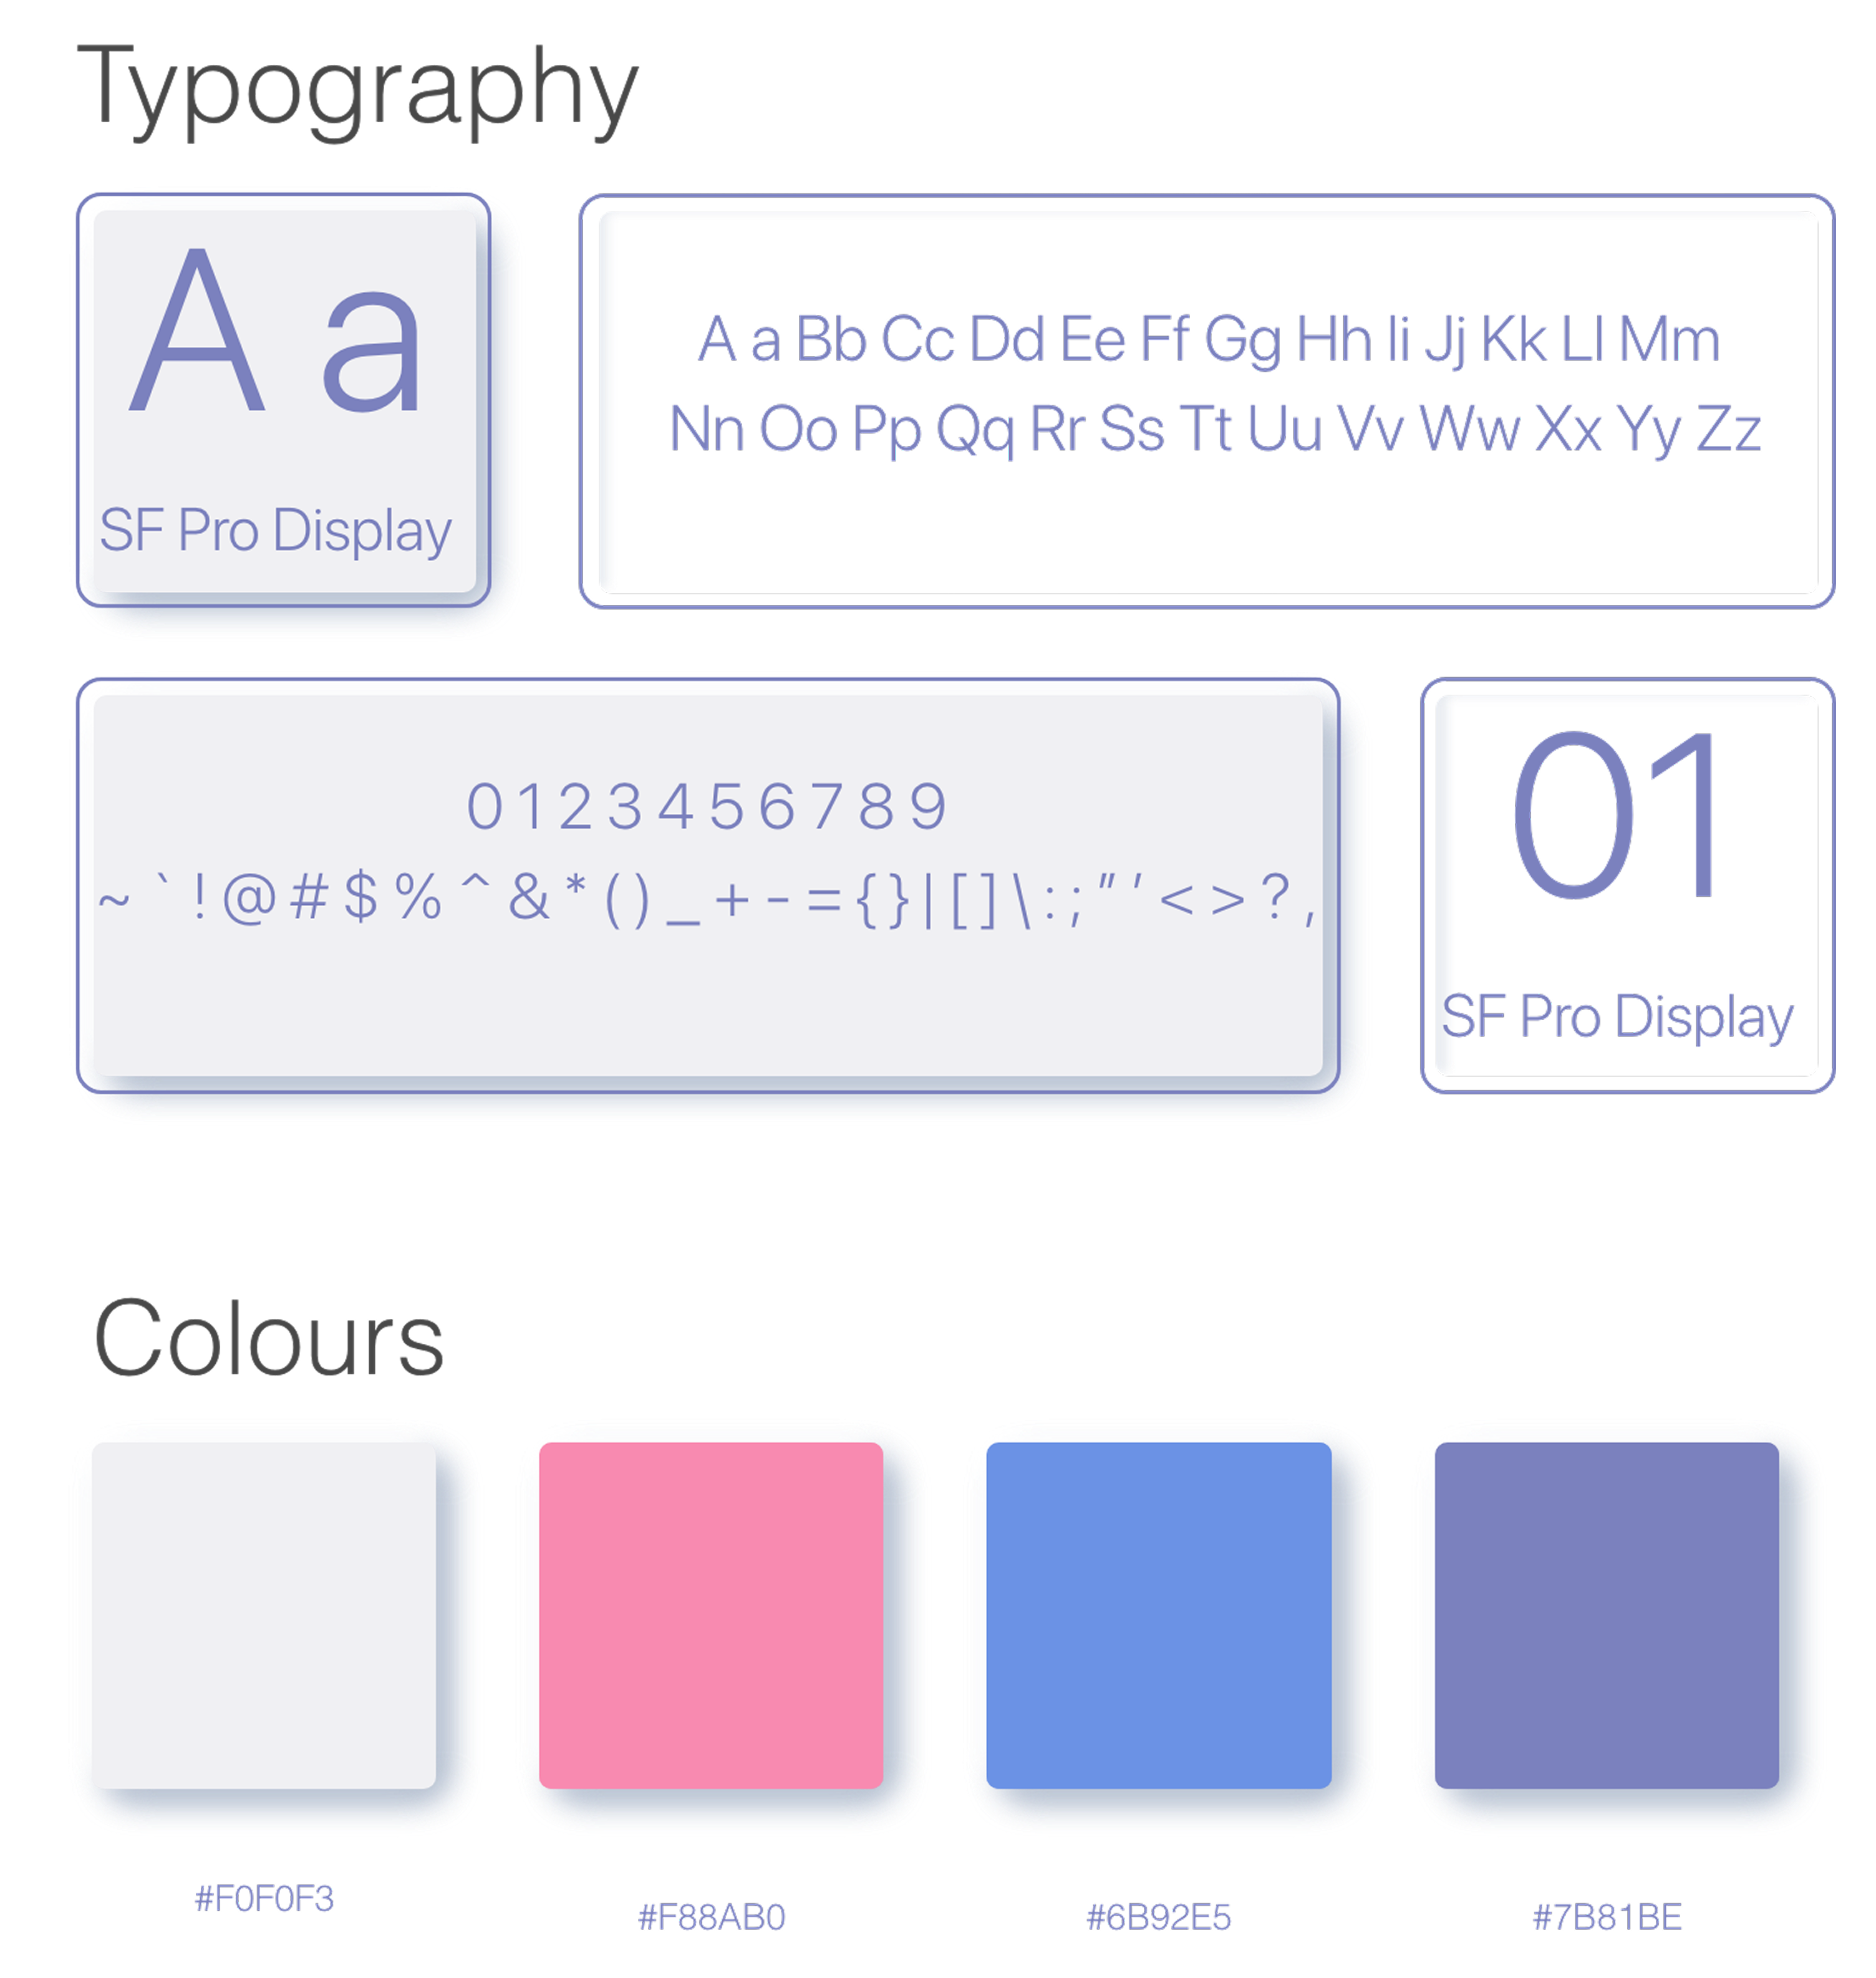 Typography
A a
SF Pro Display
A a Bb Cc Dd Ee Ff Gg Hh Ii Jj Kk Ll Mm
Nn Oo Pp Qq Rr Ss Tt Uu Vv Ww Xx Yy Zz
0 1 2 3 4 5 6 7 8 9
~ ` ! @ # $ % ^ & * ( ) _ + - = { } | [ ] \ : ; " ' < > ? ,
01
SF Pro Display
Colours
#F0F0F3
#F88AB0
#6B92E5
#7B81BE